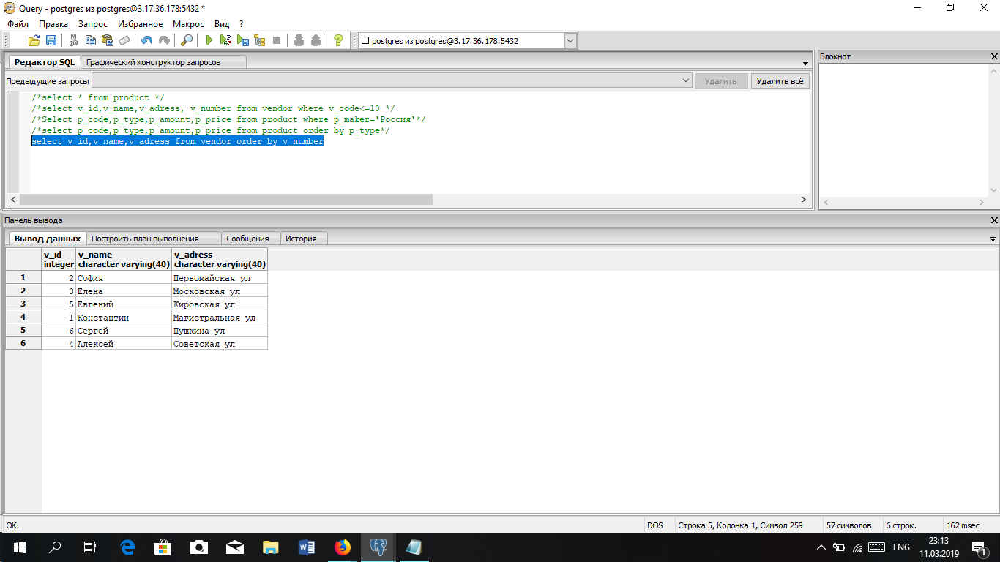 Query - postgres из postgres@3.17.36.178:5432 *
Файл Правка Запрос Избранное Макрос Вид ?
postgres из postgres@3.17.36.178:5432
Редактор SQL Графический конструктор запросов
Блокнот
Предыдущие запросы Удалить Удалить всё
/*select * from product */
/*select v_id,v_name,v_adress, v_number from vendor where v_code<=10 */
/*Select p_code,p_type,p_amount,p_price from product where p_maker='Россия'*/
/*select p_code,p_type,p_amount,p_price from product order by p_type*/
select v_id,v_name,v_adress from vendor order by v_number
Панель вывода
Вывод данных Построить план выполнения Сообщения История
v_id v_name v_adress
integer character varying(40) character varying(40)
1 2 София Первомайская ул
2 3 Елена Московская ул
3 5 Евгений Кировская ул
4 1 Константин Магистральная ул
5 6 Сергей Пушкина ул
6 4 Алексей Советская ул
OK. DOS Строка 5, Колонка 1, Символ 259 57 символов 6 строк. 162 msec
ENG 23:13
11.03.2019 1